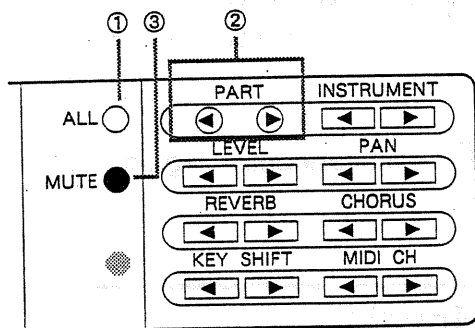 ① ③ ②
PART INSTRUMENT
ALL
LEVEL PAN
MUTE
REVERB CHORUS
KEY SHIFT MIDI CH